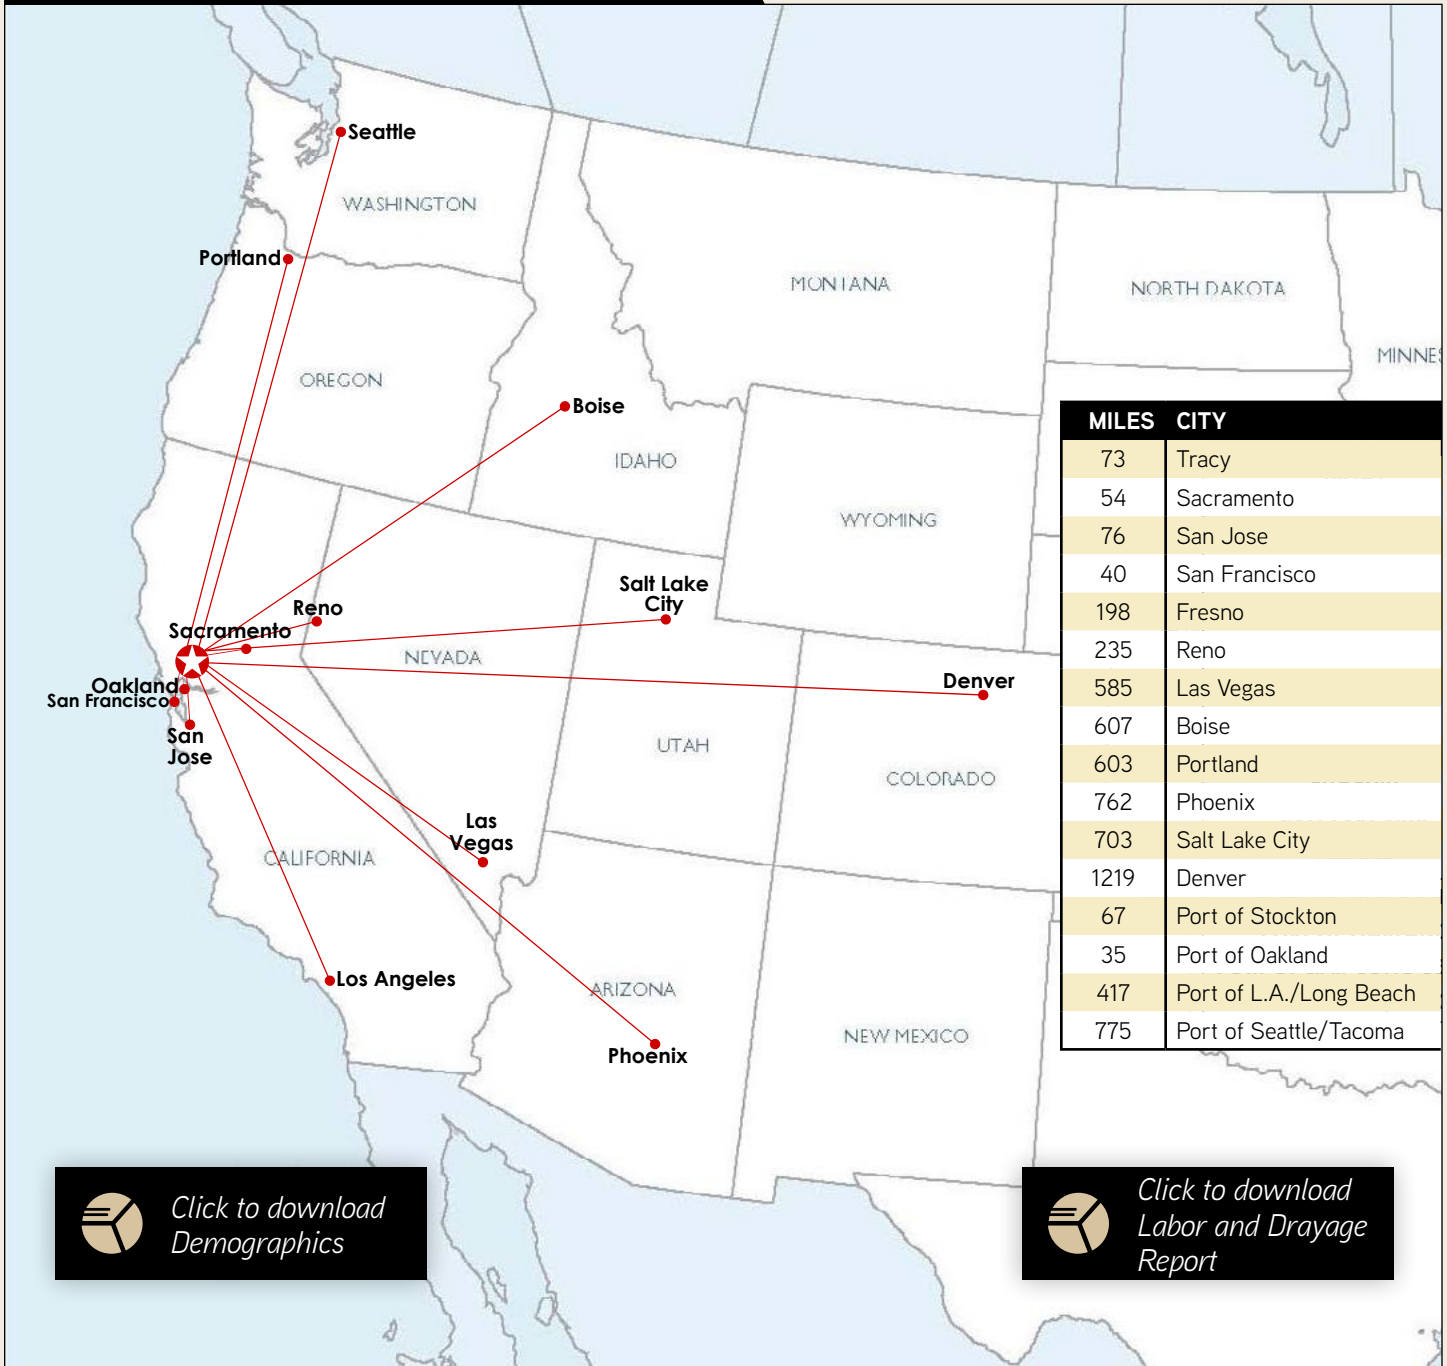 Seattle
WASHINGTON
Portland
MONTANA
NORTH DAKOTA
MINNES
OREGON
Boise
IDAHO
WYOMING
Salt Lake
City
Reno
Sacramento
NEVADA
Oakland
San Francisco
San
Jose
Denver
UTAH
COLORADO
Las
Vegas
CALIFORNIA
Los Angeles
ARIZONA
Phoenix
NEW MEXICO
MILES CITY
73 Tracy
54 Sacramento
76 San Jose
40 San Francisco
198 Fresno
235 Reno
585 Las Vegas
607 Boise
603 Portland
762 Phoenix
703 Salt Lake City
1219 Denver
67 Port of Stockton
35 Port of Oakland
417 Port of L.A./Long Beach
775 Port of Seattle/Tacoma
Click to download
Demographics
Click to download
Labor and Drayage
Report